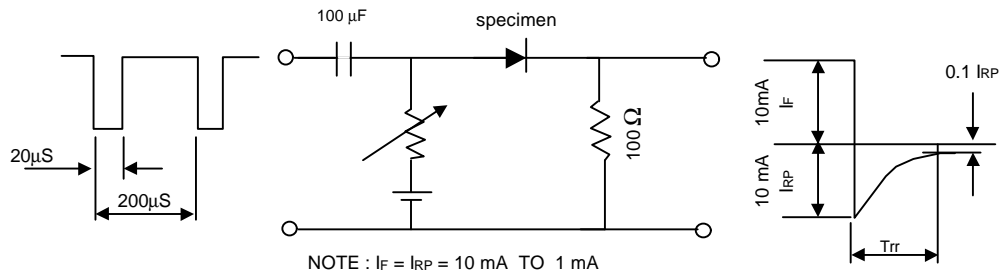 100 μF
specimen
20μS
200μS
100 Ω
10mA
IF
10 mA
IRP
0.1 IRP
Trr
NOTE : IF = IRP = 10 mA TO 1 mA